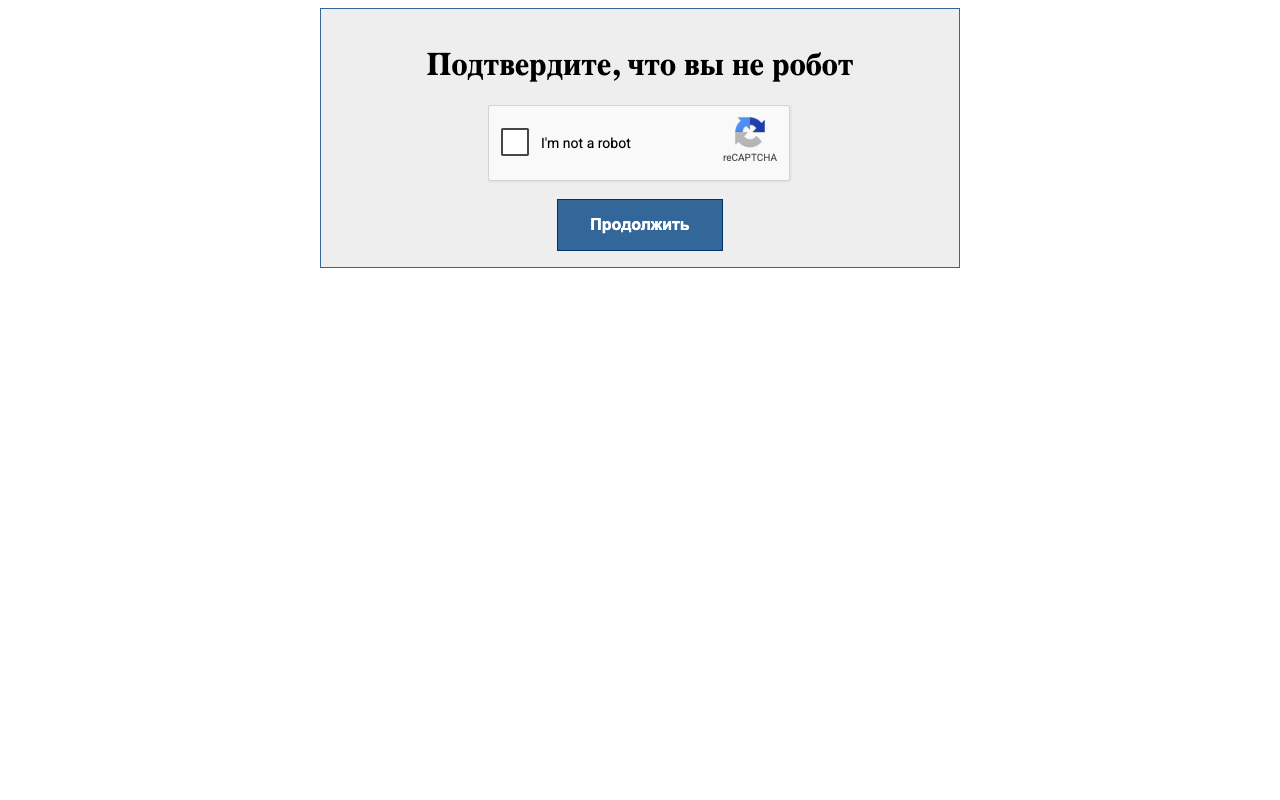 Подтвердите, что вы не робот
I'm not a robot
reCAPTCHA
Продолжить